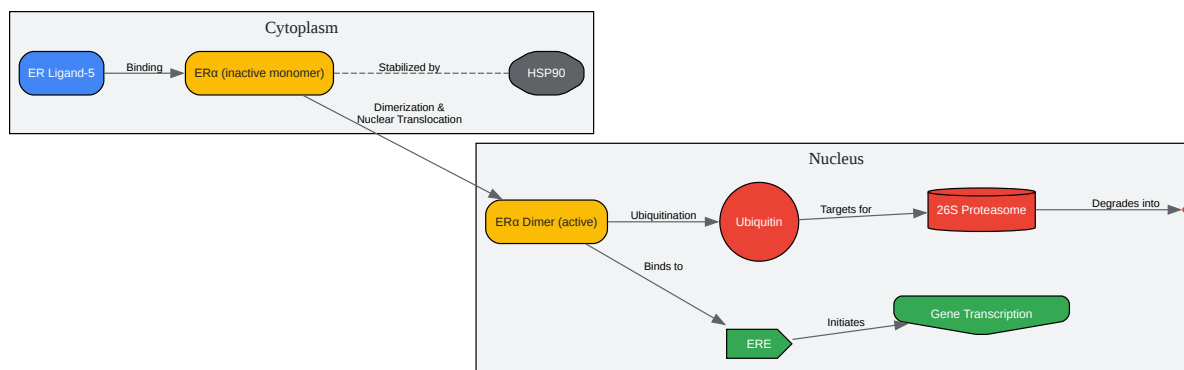 Cytoplasm
ER Ligand-5
Binding
ERα (inactive monomer)
Stabilized by
HSP90
Dimerization &
Nuclear Translocation
Nucleus
ERα Dimer (active)
Ubiquitination
Ubiquitin
Targets for
26S Proteasome
Degrades into
Binds to
ERE
Initiates
Gene Transcription